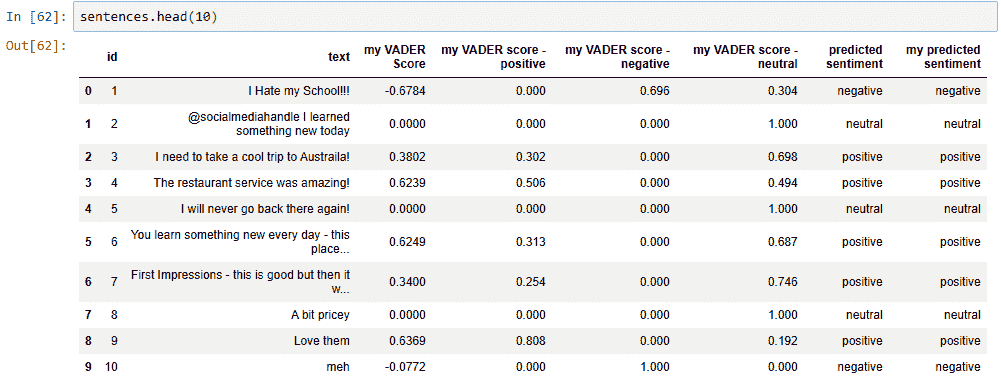 In [62]: sentences.head(10)
Out[62]:
id text my VADER Score my VADER score - positive my VADER score - negative my VADER score - neutral predicted sentiment my predicted sentiment
0 1 I Hate my School!!! -0.6784 0.000 0.696 0.304 negative negative
1 2 @socialmediahandle I learned something new today 0.0000 0.000 0.000 1.000 neutral neutral
2 3 I need to take a cool trip to Austraila! 0.3802 0.302 0.000 0.698 positive positive
3 4 The restaurant service was amazing! 0.6239 0.506 0.000 0.494 positive positive
4 5 I will never go back there again! 0.0000 0.000 0.000 1.000 neutral neutral
5 6 You learn something new every day - this place... 0.6249 0.313 0.000 0.687 positive positive
6 7 First Impressions - this is good but then it w... 0.3400 0.254 0.000 0.746 positive positive
7 8 A bit pricey 0.0000 0.000 0.000 1.000 neutral neutral
8 9 Love them 0.6369 0.808 0.000 0.192 positive positive
9 10 meh -0.0772 0.000 1.000 0.000 negative negative